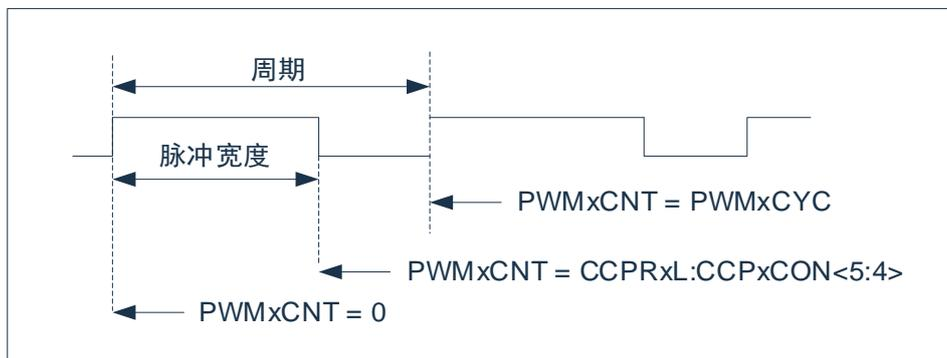 周期
脉冲宽度
PWMxCNT = PWMxCYC
PWMxCNT = CCPRxL:CCPxCON<5:4>
PWMxCNT = 0